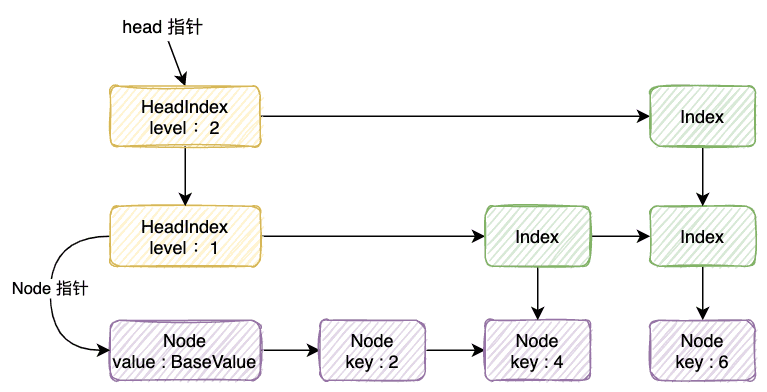 head 指针
HeadIndex
level： 2
Index
HeadIndex
level： 1
Index
Index
Node 指针
Node
value : BaseValue
Node
key : 2
Node
key : 4
Node
key : 6